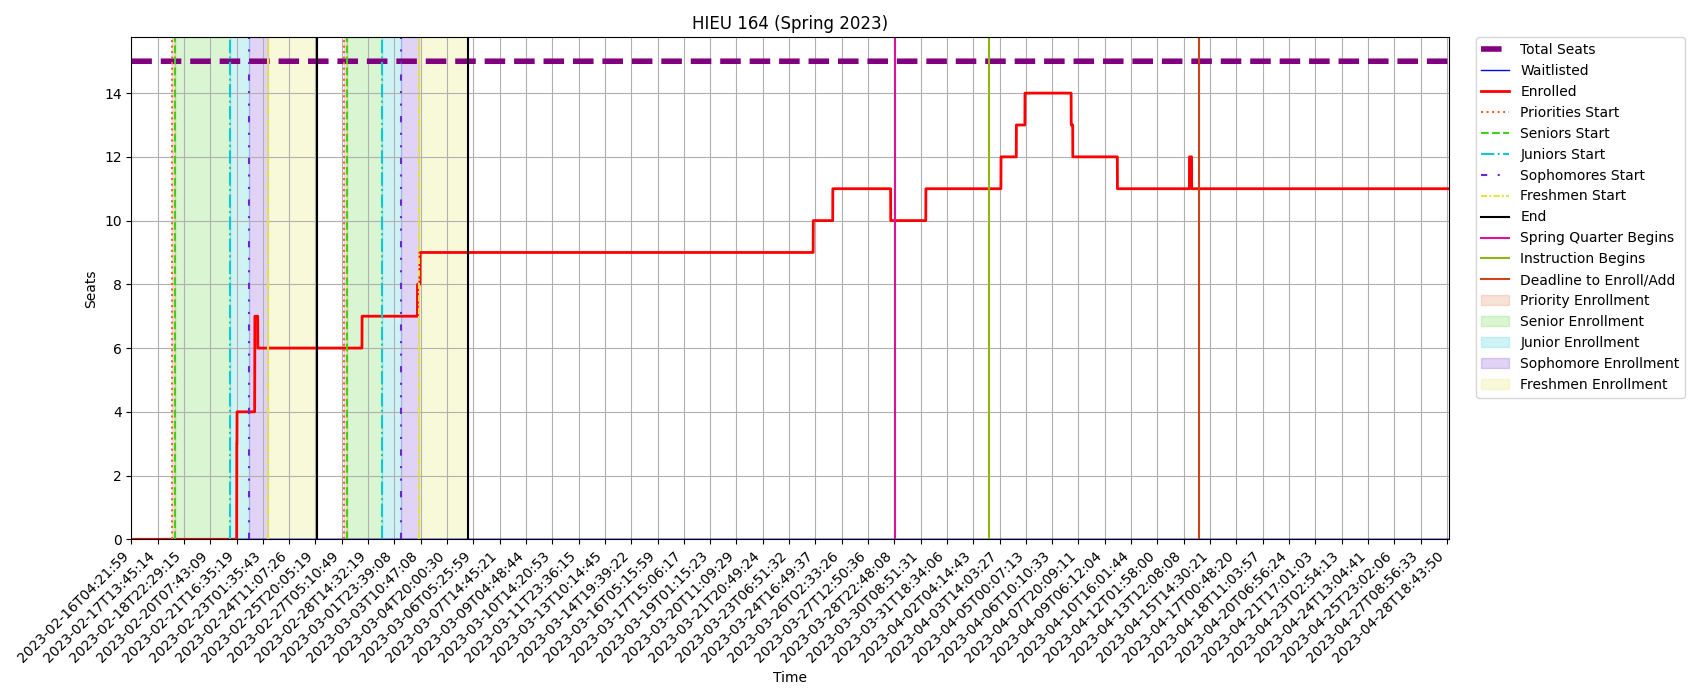 HIEU 164 (Spring 2023)
Seats
14
12
10
8
6
4
2
0
2023-02-16T04:21:59
2023-02-17T13:45:14
2023-02-18T22:29:15
2023-02-20T07:43:09
2023-02-21T16:35:19
2023-02-23T01:35:43
2023-02-24T11:07:26
2023-02-25T20:05:19
2023-02-27T05:10:49
2023-02-28T14:32:19
2023-03-01T23:39:08
2023-03-03T10:47:08
2023-03-04T20:00:30
2023-03-06T05:25:59
2023-03-07T14:45:21
2023-03-09T04:48:44
2023-03-10T14:20:53
2023-03-11T23:36:15
2023-03-13T10:14:45
2023-03-14T19:39:22
2023-03-16T05:15:59
2023-03-17T15:06:17
2023-03-19T01:15:23
2023-03-20T11:09:29
2023-03-21T20:49:24
2023-03-23T06:51:32
2023-03-24T16:49:37
2023-03-26T02:33:26
2023-03-27T12:50:36
2023-03-28T22:48:08
2023-03-30T08:51:31
2023-03-31T18:34:06
2023-04-02T04:14:43
2023-04-03T14:03:27
2023-04-05T00:07:13
2023-04-06T10:10:33
2023-04-07T20:09:11
2023-04-09T06:12:04
2023-04-10T16:01:44
2023-04-12T01:58:00
2023-04-13T12:08:08
2023-04-15T14:30:21
2023-04-17T00:48:20
2023-04-18T11:03:57
2023-04-20T06:56:24
2023-04-21T17:01:03
2023-04-23T02:54:13
2023-04-24T13:04:41
2023-04-25T23:02:06
2023-04-27T08:56:33
2023-04-28T18:43:50
Time
Total Seats
Waitlisted
Enrolled
Priorities Start
Seniors Start
Juniors Start
Sophomores Start
Freshmen Start
End
Spring Quarter Begins
Instruction Begins
Deadline to Enroll/Add
Priority Enrollment
Senior Enrollment
Junior Enrollment
Sophomore Enrollment
Freshmen Enrollment